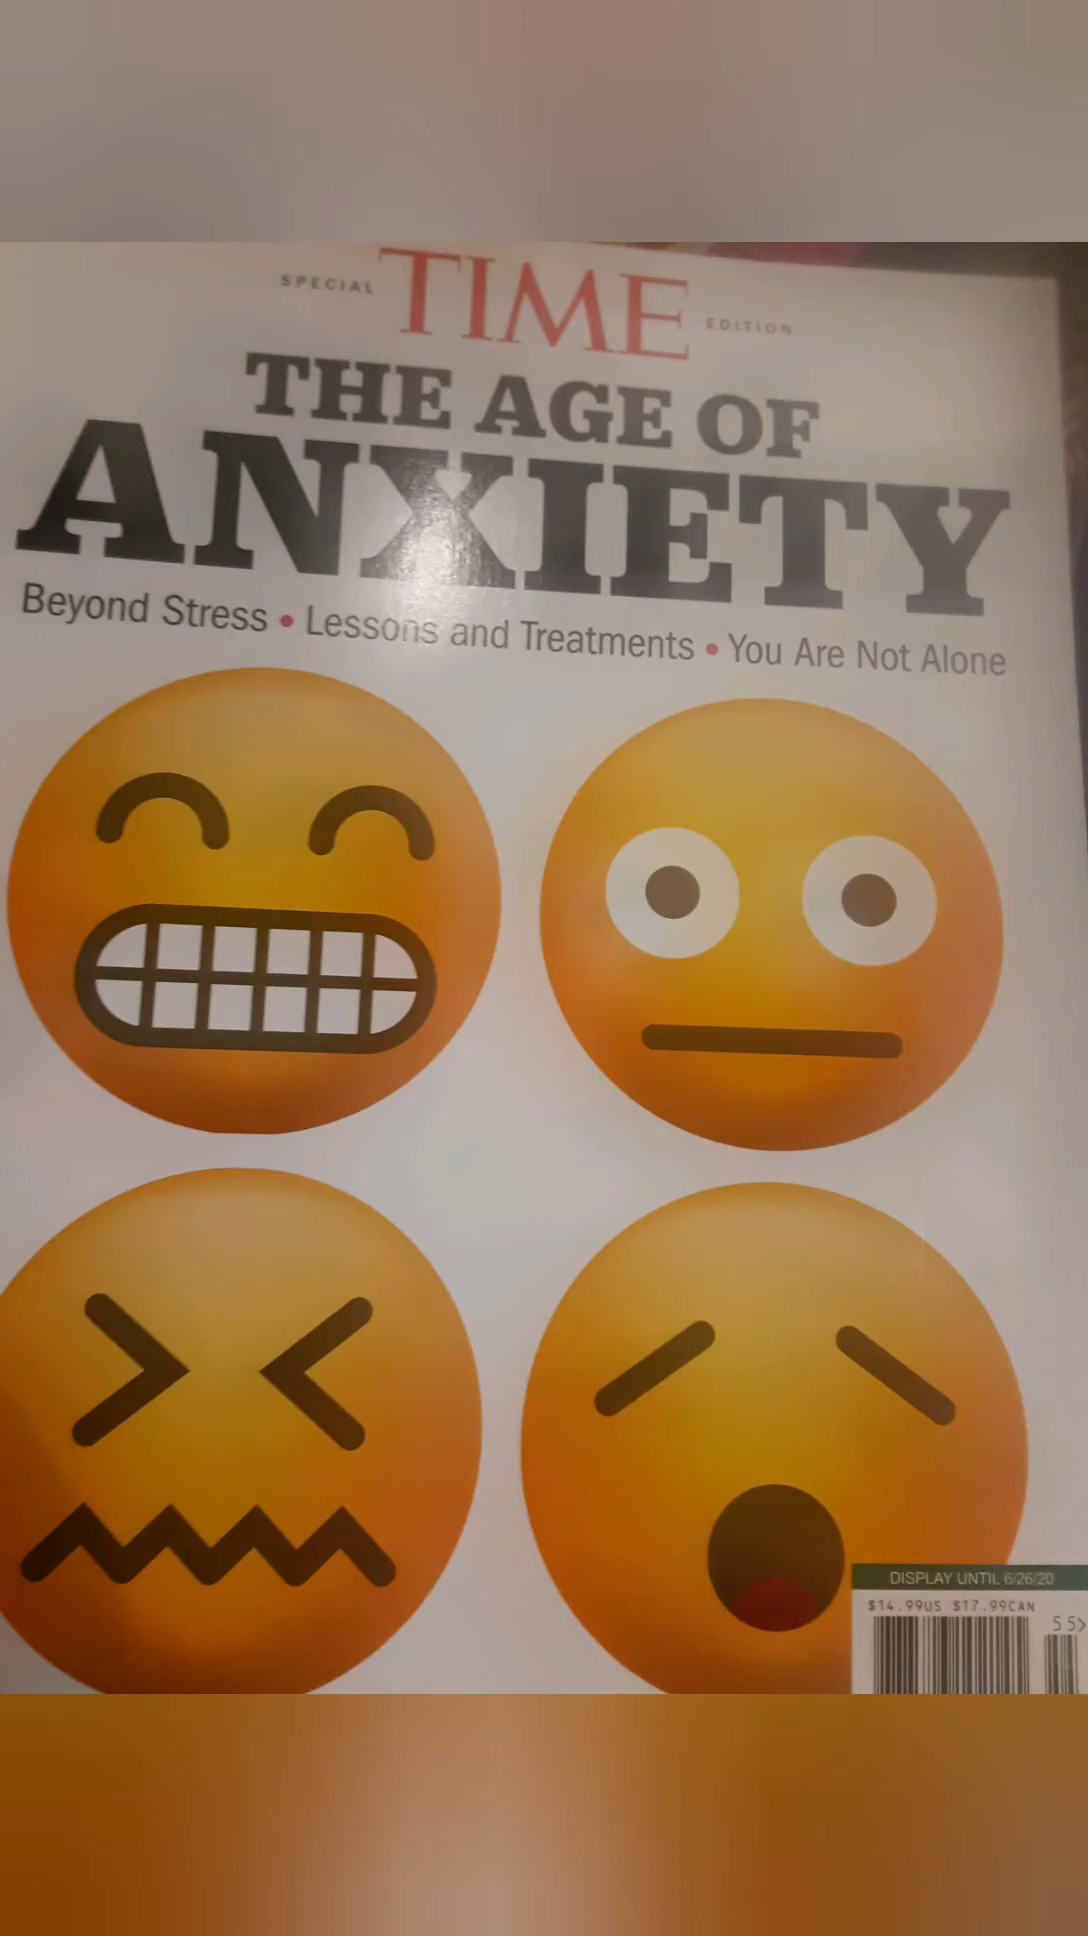 SPECIAL TIME EDITION
THE AGE OF
ANXIETY
Beyond Stress • Lessons and Treatments • You Are Not Alone
DISPLAY UNTIL 6/26/20
$14.99US $17.99CAN
55>